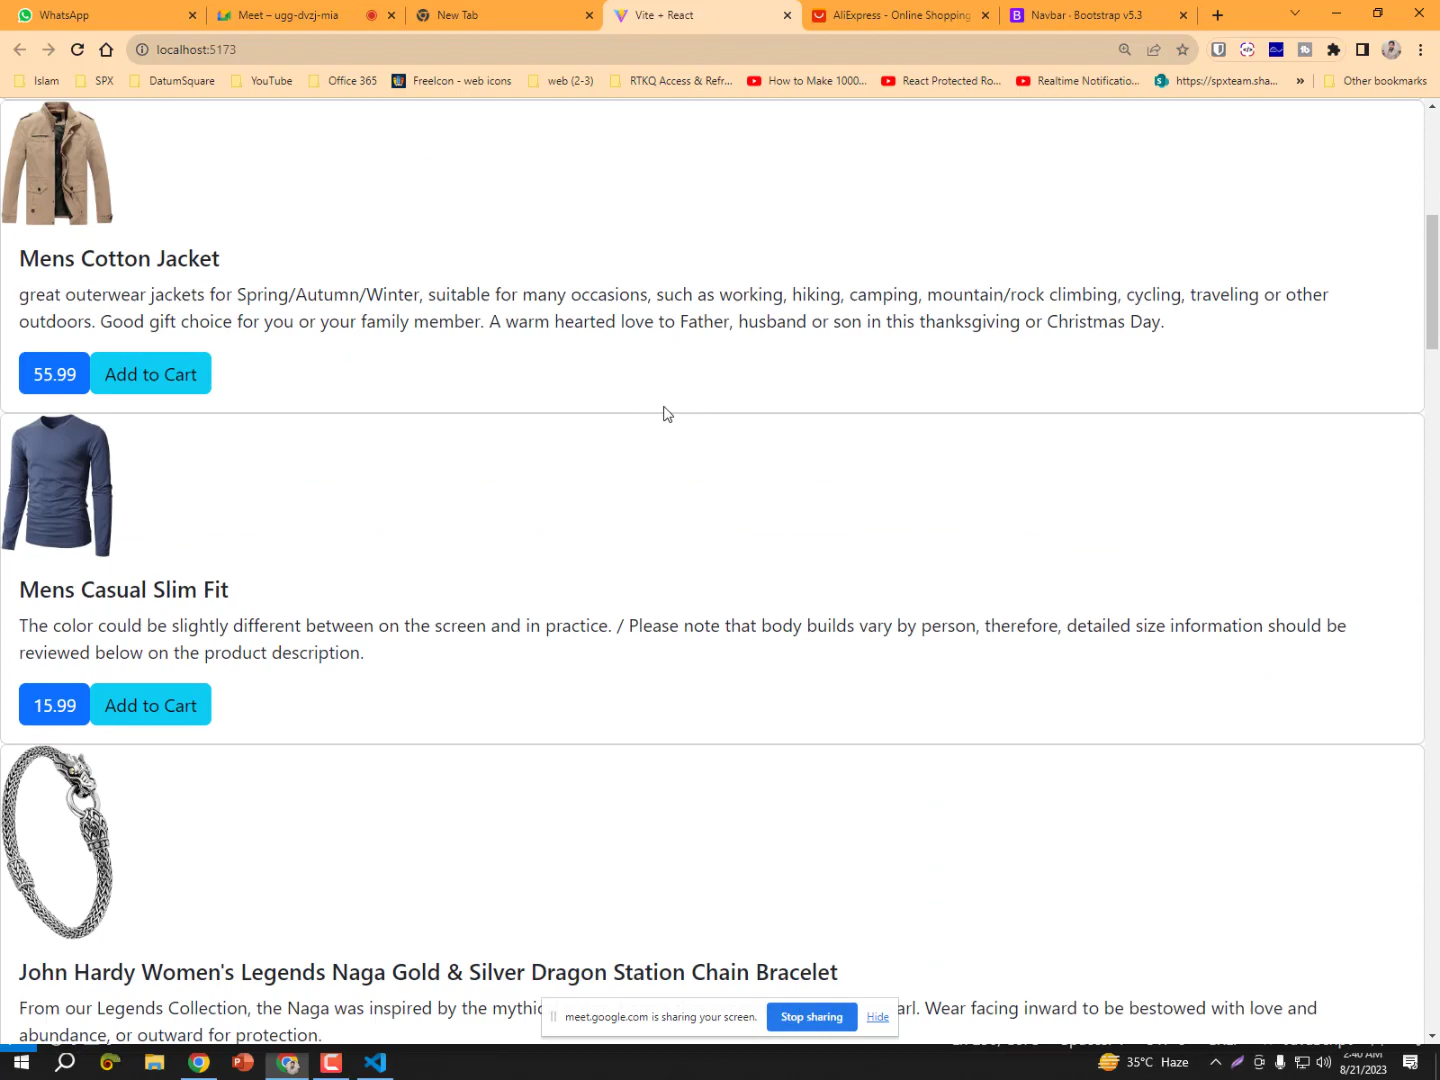 WhatsApp
Meet – ugg-dvzj-mia
New Tab
Vite + React
AliExpress - Online Shopping
Navbar · Bootstrap v5.3
localhost:5173
Islam
SPX
DatumSquare
YouTube
Office 365
FreeIcon - web icons
web (2-3)
RTKQ Access & Refr...
How to Make 1000...
React Protected Ro...
Realtime Notificatio...
https://spxteam.sha...
»
Other bookmarks
Mens Cotton Jacket
great outerwear jackets for Spring/Autumn/Winter, suitable for many occasions, such as working, hiking, camping, mountain/rock climbing, cycling, traveling or other
outdoors. Good gift choice for you or your family member. A warm hearted love to Father, husband or son in this thanksgiving or Christmas Day.
55.99 Add to Cart
Mens Casual Slim Fit
The color could be slightly different between on the screen and in practice. / Please note that body builds vary by person, therefore, detailed size information should be
reviewed below on the product description.
15.99 Add to Cart
John Hardy Women's Legends Naga Gold & Silver Dragon Station Chain Bracelet
From our Legends Collection, the Naga was inspired by the mythic arl. Wear facing inward to be bestowed with love and
abundance, or outward for protection.
meet.google.com is sharing your screen. Stop sharing Hide
35°C Haze
8/21/2023